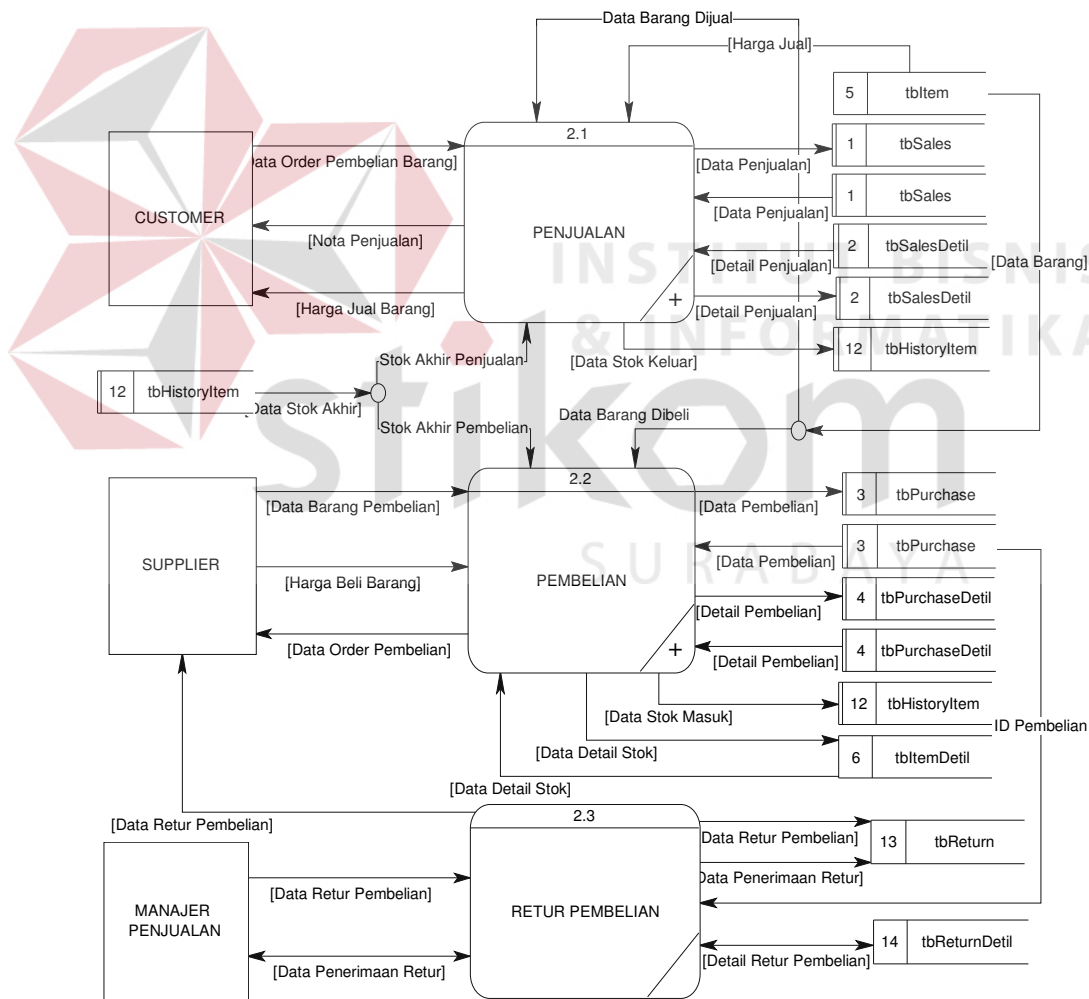 Data Barang Dijual
[Harga Jual]
5 tbItem
2.1
1 tbSales
[Data Order Pembelian Barang]
[Data Penjualan]
1 tbSales
CUSTOMER
PENJUALAN
[Nota Penjualan]
[Data Penjualan]
2 tbSalesDetil
INSTITUT BISNIS
[Detail Penjualan]
[Data Barang]
2 tbSalesDetil
+
[Harga Jual Barang]
[Detail Penjualan]
& INFORMATIKA
12 tbHistoryItem
Stok Akhir Penjualan
[Data Stok Keluar]
12 tbHistoryItem
stikom
[Data Stok Akhir]
Data Barang Dibeli
Stok Akhir Pembelian
2.2
3 tbPurchase
[Data Barang Pembelian]
[Data Pembelian]
3 tbPurchase
SURABAYA
SUPPLIER
[Data Pembelian]
[Harga Beli Barang]
PEMBELIAN
4 tbPurchaseDetil
[Detail Pembelian]
[Data Order Pembelian]
+
4 tbPurchaseDetil
[Detail Pembelian]
12 tbHistoryItem
[Data Stok Masuk]
ID Pembelian
[Data Detail Stok]
6 tbItemDetil
[Data Detail Stok]
2.3
[Data Retur Pembelian]
[Data Retur Pembelian]
13 tbReturn
[Data Penerimaan Retur]
[Data Retur Pembelian]
MANAJER
PENJUALAN
RETUR PEMBELIAN
14 tbReturnDetil
[Detail Retur Pembelian]
[Data Penerimaan Retur]